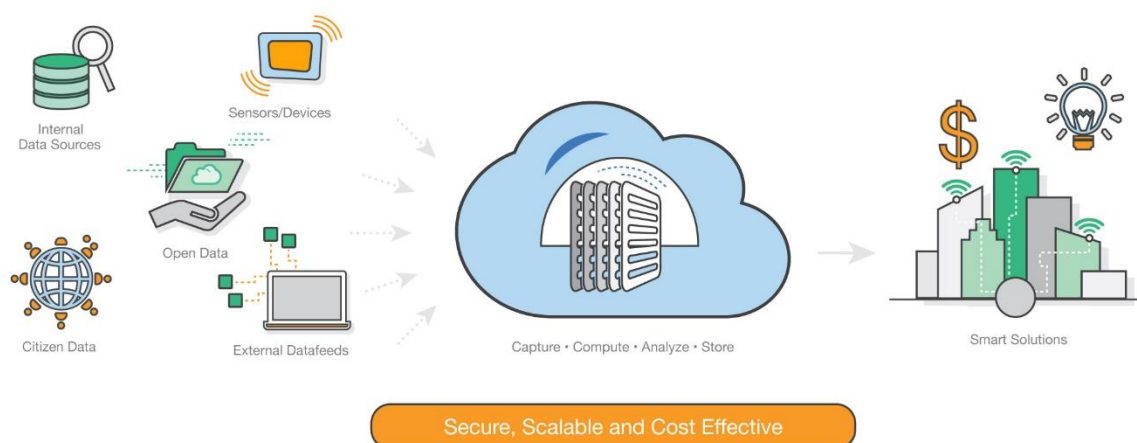 Internal
Data Sources
Sensors/Devices
Open Data
Citizen Data
External Datafeeds
Capture • Compute • Analyze • Store
$
Smart Solutions
Secure, Scalable and Cost Effective